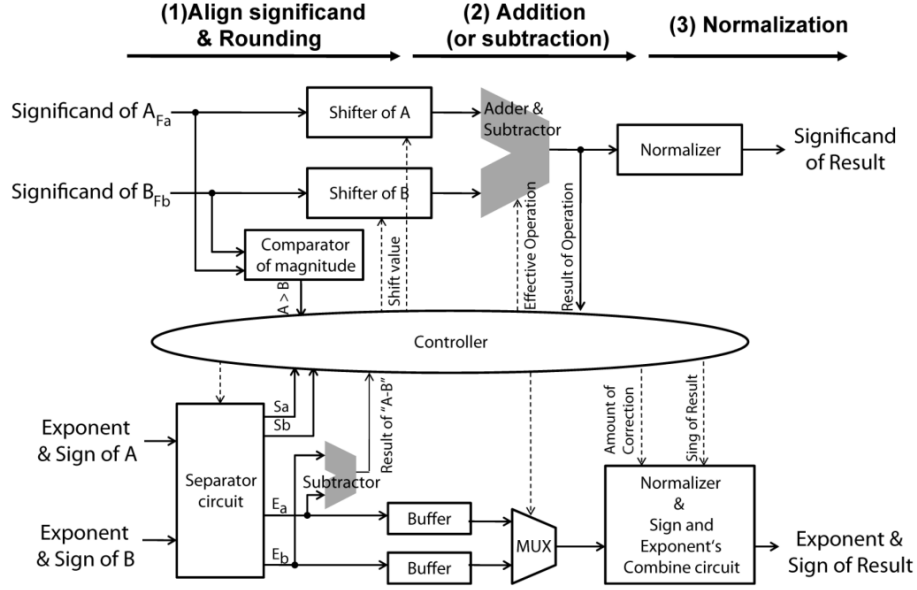 (1)Align significand
& Rounding
(2) Addition
(or subtraction)
(3) Normalization
Significand of A Fa
Shifter of A
Adder &
Subtractor
Normalizer
Significand
of Result
Significand of B Fb
Shifter of B
Comparator
of magnitude
A > B
Shift value
Effective Operation
Result of Operation
Controller
Sa
Sb
Result of "A-B"
Amount of
Correction
Sing of Result
Exponent
& Sign of A
Separator
circuit
Subtractor
Ea
Buffer
Exponent
& Sign of B
Eb
Buffer
MUX
Normalizer
&
Sign and
Exponent's
Combine circuit
Exponent &
Sign of Result